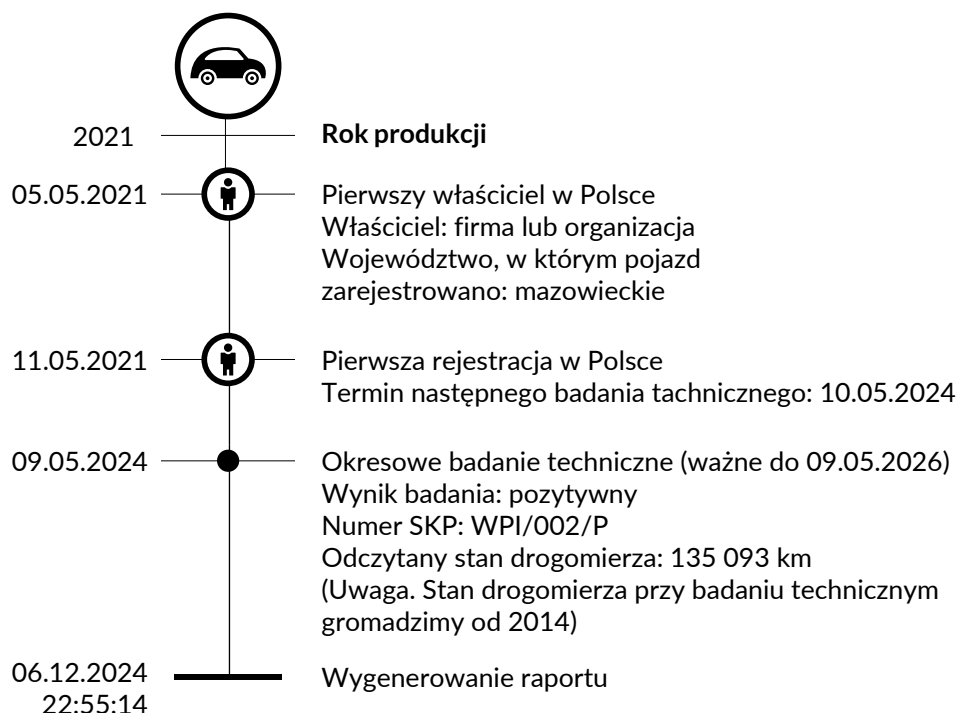 2021
Rok produkcji
05.05.2021
Pierwszy właściciel w Polsce
Właściciel: firma lub organizacja
Województwo, w którym pojazd
zarejestrowano: mazowieckie
11.05.2021
Pierwsza rejestracja w Polsce
Termin następnego badania tachnicznego: 10.05.2024
09.05.2024
Okresowe badanie techniczne (ważne do 09.05.2026)
Wynik badania: pozytywny
Numer SKP: WPI/002/P
Odczytany stan drogomierza: 135 093 km
(Uwaga. Stan drogomierza przy badaniu technicznym
gromadzimy od 2014)
06.12.2024
22:55:14
Wygenerowanie raportu